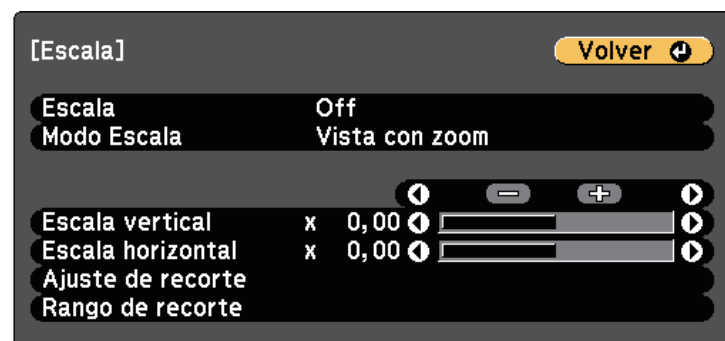 [Escala]
Volver
Escala Off
Modo Escala Vista con zoom
Escala vertical x 0,00
Escala horizontal x 0,00
Ajuste de recorte
Rango de recorte